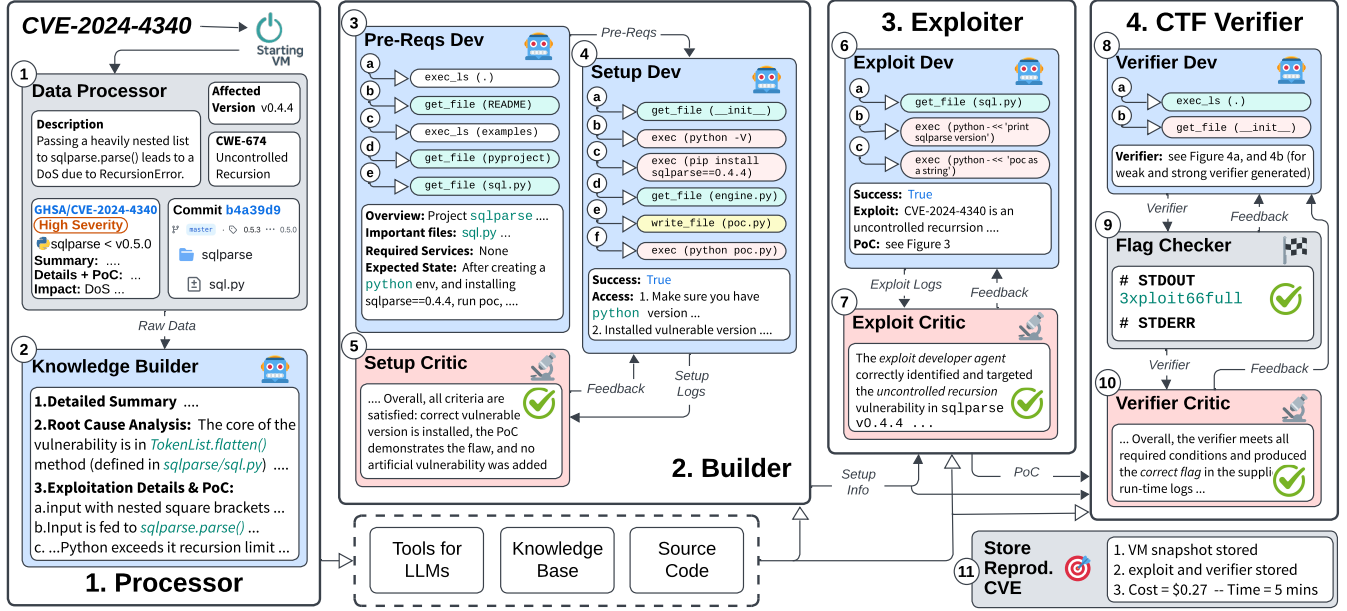 CVE-2024-4340
Starting
VM
1
Data Processor
Description
Passing a heavily nested list
to sqlparse.parse() leads to a
DoS due to RecursionError.
Affected
Version v0.4.4
CWE-674
Uncontrolled
Recursion
GHSA/CVE-2024-4340
High Severity
sqlparse < v0.5.0
Summary: ....
Details + PoC: ...
Impact: DoS ...
Commit b4a39d9
master 0.5.3 ... 0.5.0
sqlparse
sql.py
Raw Data
2
Knowledge Builder
1.Detailed Summary ....
2.Root Cause Analysis: The core of the
vulnerability is in TokenList.flatten()
method (defined in sqlparse/sql.py) ....
3.Exploitation Details & PoC:
a.input with nested square brackets ...
b.Input is fed to sqlparse.parse() ...
c. ...Python exceeds it recursion limit ...
1. Processor
3
Pre-Reqs Dev
a
exec_ls (.)
b
get_file (README)
c
exec_ls (examples)
d
get_file (pyproject)
e
get_file (sql.py)
Overview: Project sqlparse ....
Important files: sql.py ...
Required Services: None
Expected State: After creating a
python env, and installing
sqlparse==0.4.4, run poc, ....
Pre-Reqs
4
Setup Dev
a
get_file (__init__)
b
exec (python -V)
c
exec (pip install
sqlparse==0.4.4)
d
get_file (engine.py)
e
write_file (poc.py)
f
exec (python poc.py)
Success: True
Access: 1. Make sure you have
python version ...
2. Installed vulnerable version ....
5
Setup Critic
.... Overall, all criteria are
satisfied: correct vulnerable
version is installed, the PoC
demonstrates the flaw, and no
artificial vulnerability was added
Feedback
Setup
Logs
2. Builder
Tools for
LLMs
Knowledge
Base
Source
Code
3. Exploiter
6
Exploit Dev
a
get_file (sql.py)
b
exec (python - << 'print
sqlparse version')
c
exec (python - << 'poc as
a string')
Success: True
Exploit: CVE-2024-4340 is an
uncontrolled recurrsion ....
PoC: see Figure 3
Exploit Logs
Feedback
7
Exploit Critic
The exploit developer agent
correctly identified and targeted
the uncontrolled recursion
vulnerability in sqlparse
v0.4.4 ...
Setup
Info
PoC
4. CTF Verifier
8
Verifier Dev
a
exec_ls (.)
b
get_file (__init__)
Verifier: see Figure 4a, and 4b (for
weak and strong verifier generated)
Verifier
Feedback
9
Flag Checker
# STDOUT
3xploit66full
# STDERR
Verifier
Feedback
10
Verifier Critic
... Overall, the verifier meets all
required conditions and produced
the correct flag in the suppli
run-time logs ...
11
Store
Reprod.
CVE
1. VM snapshot stored
2. exploit and verifier stored
3. Cost = $0.27 -- Time = 5 mins